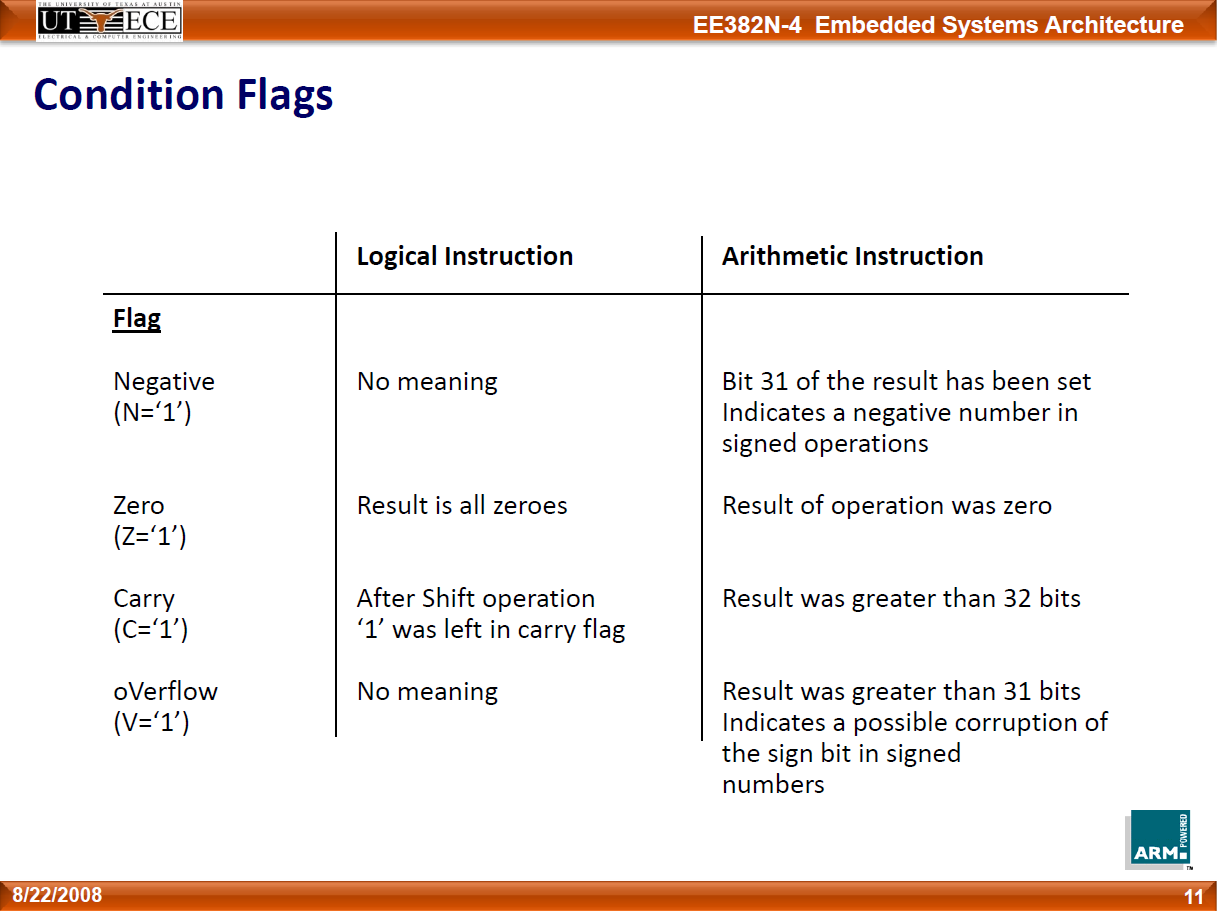 THE UNIVERSITY OF TEXAS AT AUSTIN
UT ECE
ELECTRICAL & COMPUTER ENGINEERING
EE382N-4 Embedded Systems Architecture
Condition Flags
Logical Instruction
Arithmetic Instruction
Flag
Negative
(N=‘1’)
No meaning
Bit 31 of the result has been set
Indicates a negative number in
signed operations
Zero
(Z=‘1’)
Result is all zeroes
Result of operation was zero
Carry
(C=‘1’)
After Shift operation
‘1’ was left in carry flag
Result was greater than 32 bits
oVerflow
(V=‘1’)
No meaning
Result was greater than 31 bits
Indicates a possible corruption of
the sign bit in signed
numbers
ARM
POWERED
TM
8/22/2008
11